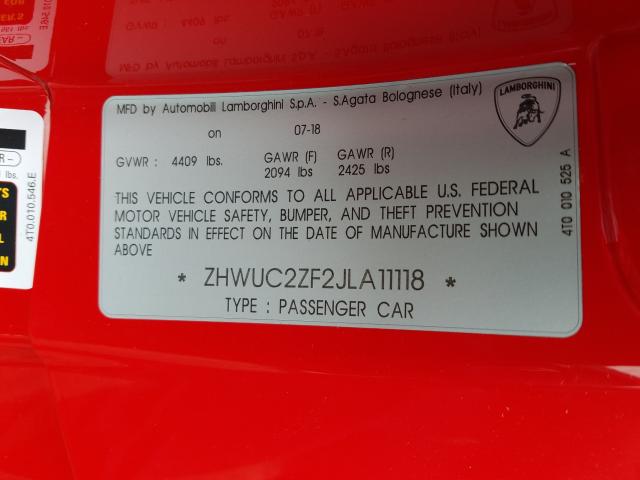 MFD by Automobili Lamborghini S.p.A. - S.Agata Bolognese (Italy)
on 07-18
GVWR : 4409 lbs. GAWR (F) GAWR (R)
2094 lbs 2425 lbs
THIS VEHICLE CONFORMS TO ALL APPLICABLE U.S. FEDERAL
MOTOR VEHICLE SAFETY, BUMPER, AND THEFT PREVENTION
STANDARDS IN EFFECT ON THE DATE OF MANUFACTURE SHOWN
ABOVE
* ZHWUC2ZF2JLA11118 *
TYPE : PASSENGER CAR
LAMBORGHINI
4T0 010 525 A
4T0.010.546.E